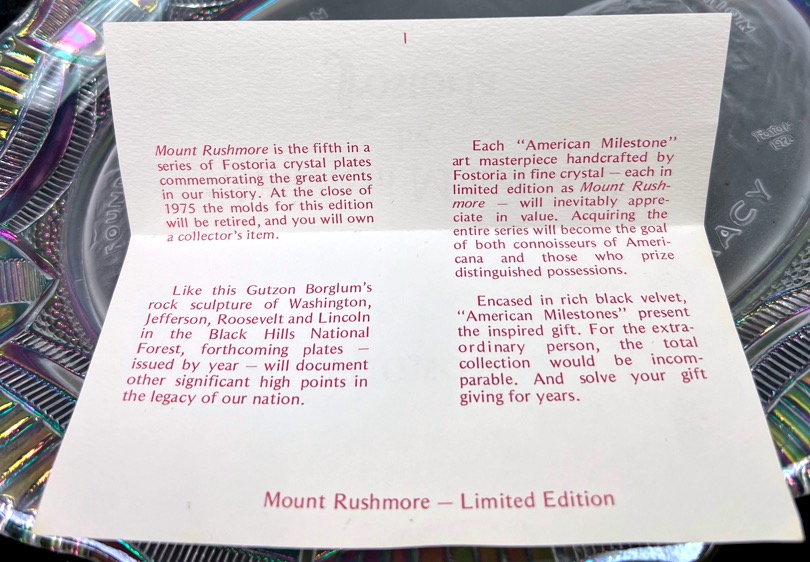 Mount Rushmore is the fifth in a
series of Fostoria crystal plates
commemorating the great events
in our history. At the close of
1975 the molds for this edition
will be retired, and you will own
a collector's item.
Like this Gutzon Borglum's
rock sculpture of Washington,
Jefferson, Roosevelt and Lincoln
in the Black Hills National
Forest, forthcoming plates —
issued by year — will document
other significant high points in
the legacy of our nation.
Each "American Milestone"
art masterpiece handcrafted by
Fostoria in fine crystal — each in
limited edition as Mount Rush-
more — will inevitably appre-
ciate in value. Acquiring the
entire series will become the goal
of both connoisseurs of Ameri-
cana and those who prize
distinguished possessions.
Encased in rich black velvet,
"American Milestones" present
the inspired gift. For the extra-
ordinary person, the total
collection would be incom-
parable. And solve your gift
giving for years.
Mount Rushmore — Limited Edition
Fostoria